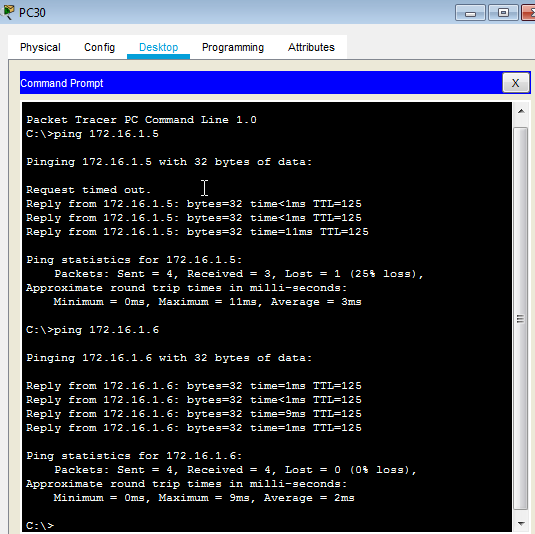 PC30
Physical Config Desktop Programming Attributes
Command Prompt X
Packet Tracer PC Command Line 1.0
C:\>ping 172.16.1.5
Pinging 172.16.1.5 with 32 bytes of data:
Request timed out.
Reply from 172.16.1.5: bytes=32 time<1ms TTL=125
Reply from 172.16.1.5: bytes=32 time<1ms TTL=125
Reply from 172.16.1.5: bytes=32 time=11ms TTL=125
Ping statistics for 172.16.1.5:
Packets: Sent = 4, Received = 3, Lost = 1 (25% loss),
Approximate round trip times in milli-seconds:
Minimum = 0ms, Maximum = 11ms, Average = 3ms
C:\>ping 172.16.1.6
Pinging 172.16.1.6 with 32 bytes of data:
Reply from 172.16.1.6: bytes=32 time=1ms TTL=125
Reply from 172.16.1.6: bytes=32 time<1ms TTL=125
Reply from 172.16.1.6: bytes=32 time=9ms TTL=125
Reply from 172.16.1.6: bytes=32 time=1ms TTL=125
Ping statistics for 172.16.1.6:
Packets: Sent = 4, Received = 4, Lost = 0 (0% loss),
Approximate round trip times in milli-seconds:
Minimum = 0ms, Maximum = 9ms, Average = 2ms
C:\>